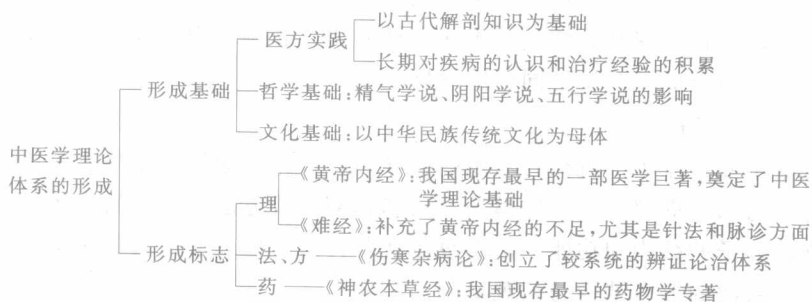 医方实践
以古代解剖知识为基础
长期对疾病的认识和治疗经验的积累
形成基础
哲学基础:精气学说、阴阳学说、五行学说的影响
文化基础:以中华民族传统文化为母体
中医学理论
体系的形成
理
《黄帝内经》:我国现存最早的一部医学巨著,奠定了中医
学理论基础
《难经》:补充了黄帝内经的不足,尤其是针法和脉诊方面
形成标志
法、方
《伤寒杂病论》:创立了较系统的辨证论治体系
药
《神农本草经》:我国现存最早的药物学专著